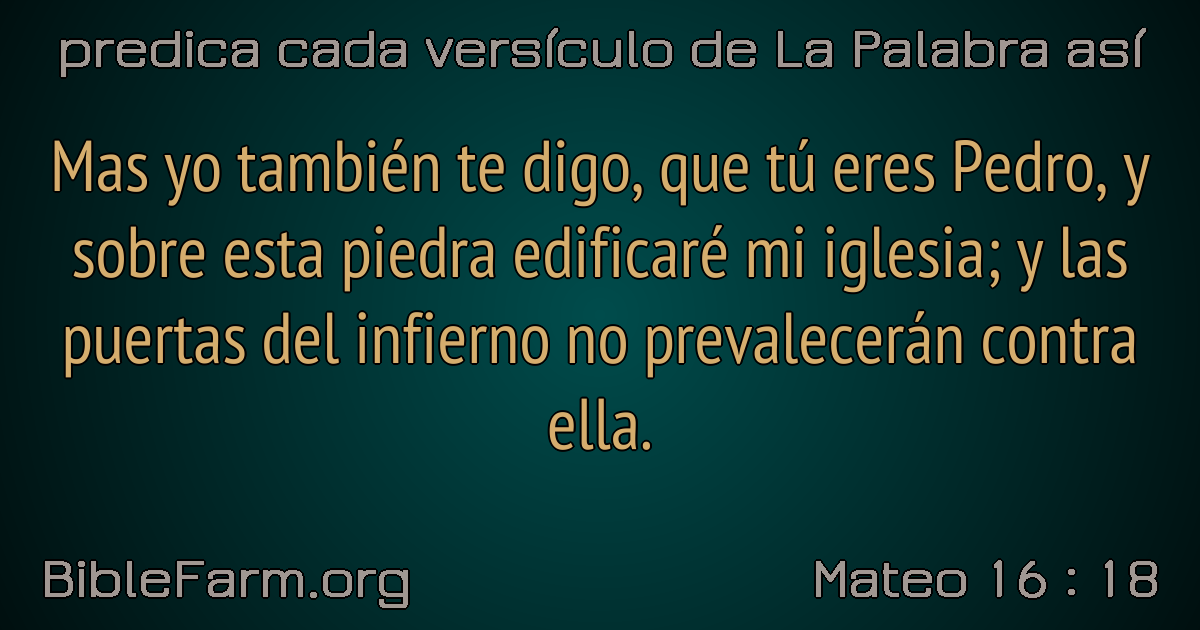 predica cada versículo de La Palabra así
Mas yo también te digo, que tú eres Pedro, y
sobre esta piedra edificaré mi iglesia; y las
puertas del infierno no prevalecerán contra
ella.
BibleFarm.org
Mateo 16 : 18